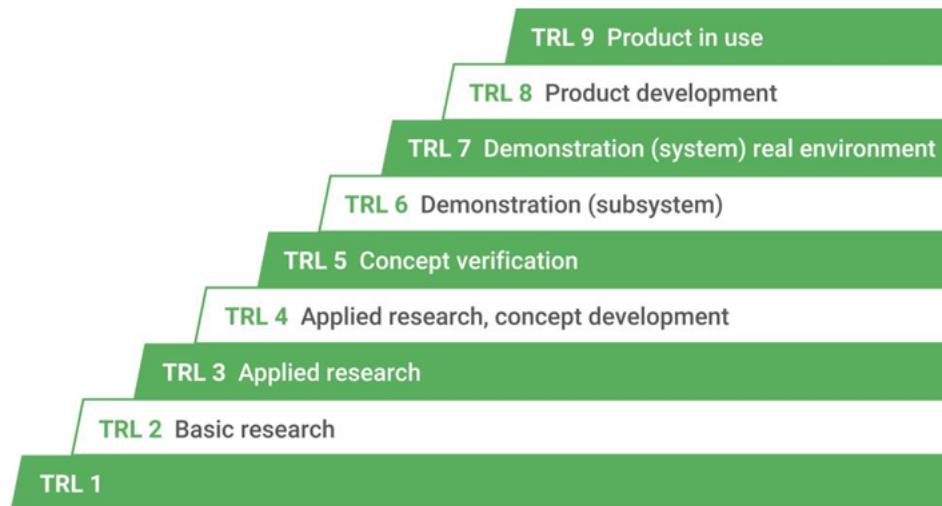 TRL 9 Product in use
TRL 8 Product development
TRL 7 Demonstration (system) real environment
TRL 6 Demonstration (subsystem)
TRL 5 Concept verification
TRL 4 Applied research, concept development
TRL 3 Applied research
TRL 2 Basic research
TRL 1